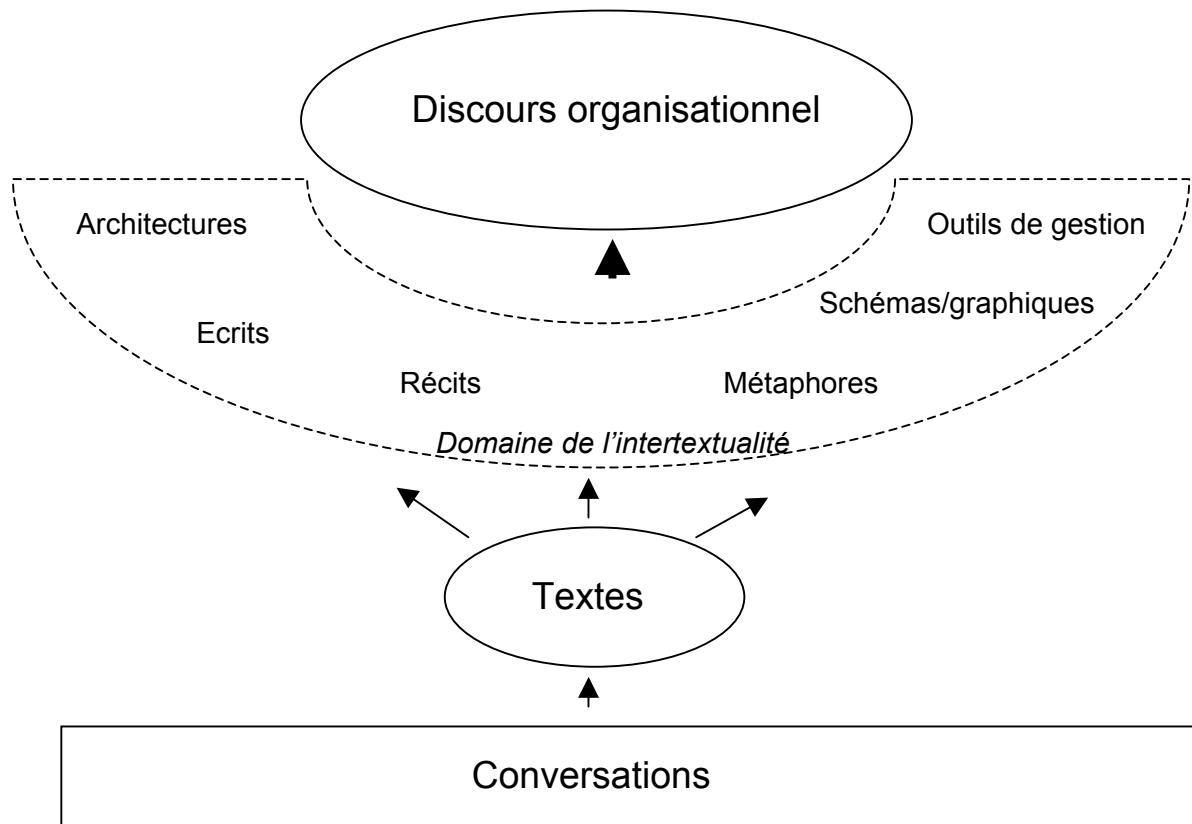 Discours organisationnel
Architectures
Outils de gestion
Schémas/graphiques
Ecrits
Récits
Métaphores
Domaine de l’intertextualité
Textes
Conversations